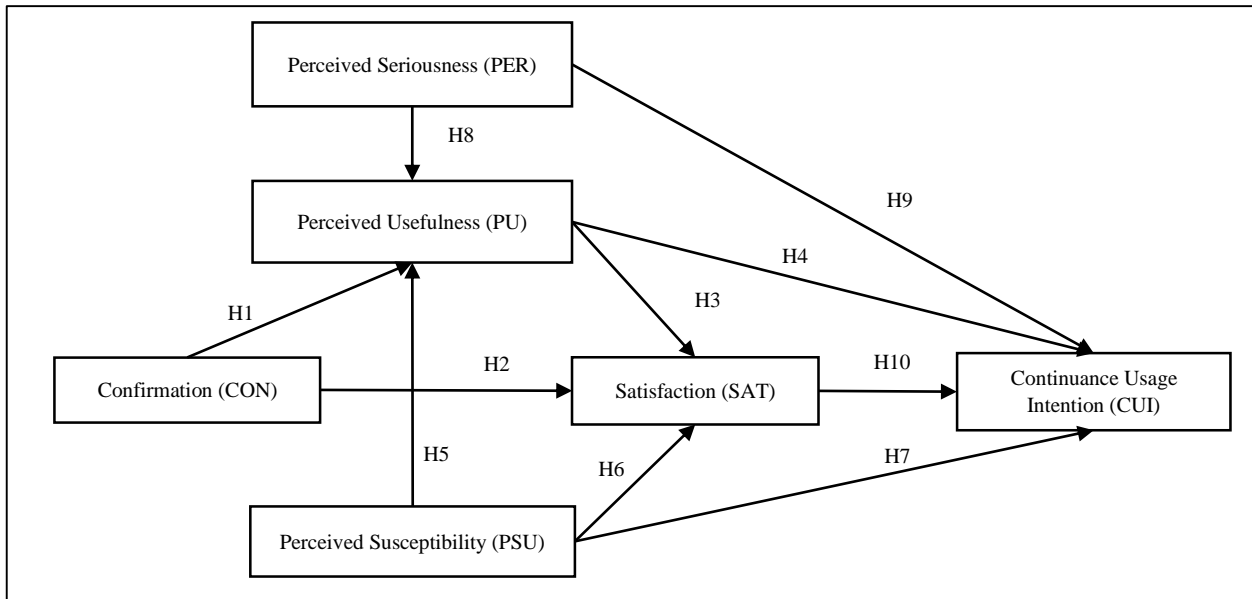 Perceived Seriousness (PER)
H8
H9
Perceived Usefulness (PU)
H4
H3
H1
H2
H10
Confirmation (CON)
Satisfaction (SAT)
Continuance Usage
Intention (CUI)
H5
H6
H7
Perceived Susceptibility (PSU)